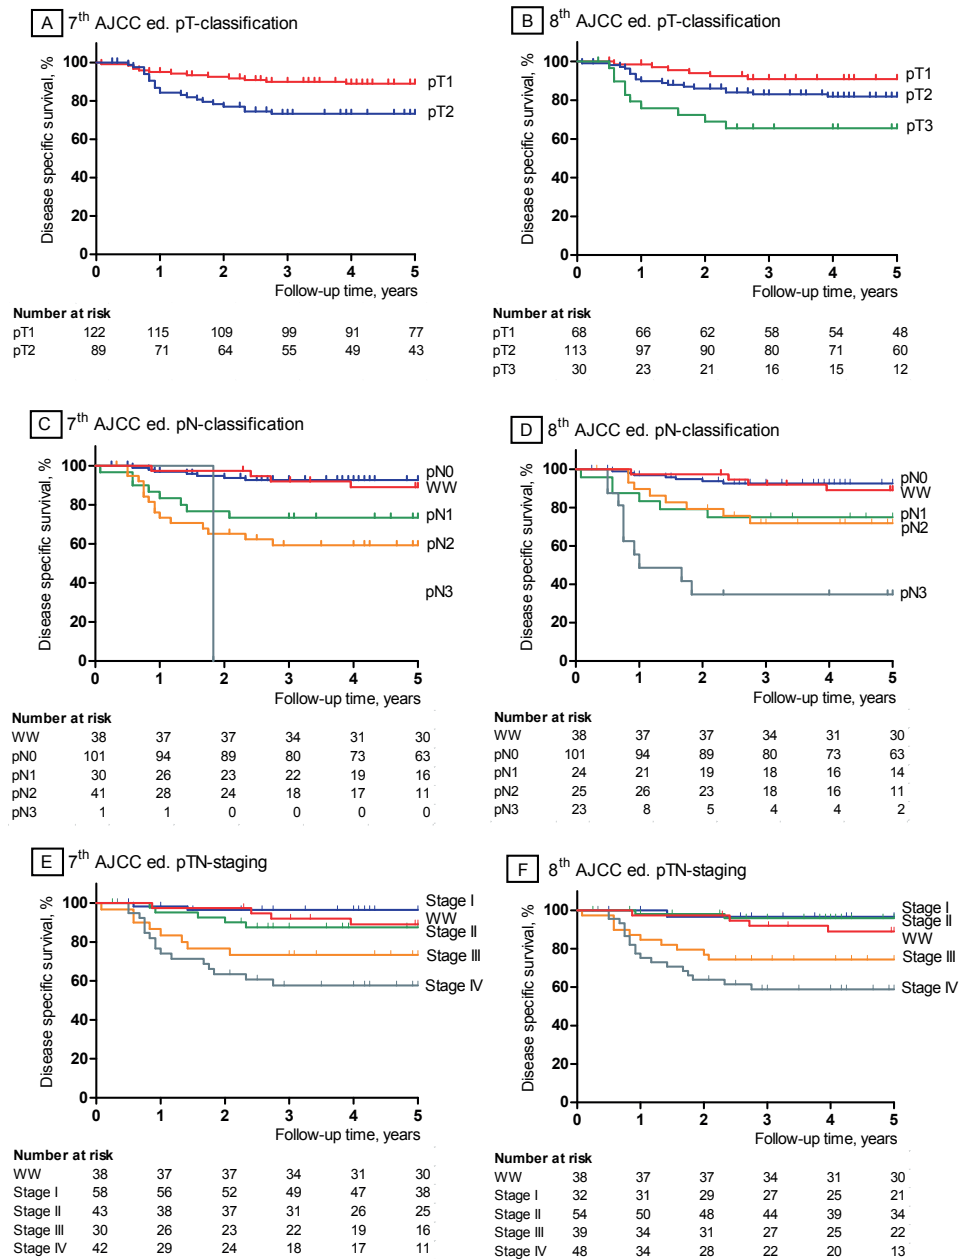 A 7th AJCC ed. pT-classification
Disease specific survival, %
100
80
60
40
20
0
pT1
pT2
0 1 2 3 4 5
Follow-up time, years
Number at risk
pT1 122 115 109 99 91 77
pT2 89 71 64 55 49 43
B 8th AJCC ed. pT-classification
Disease specific survival, %
100
80
60
40
20
0
pT1
pT2
pT3
0 1 2 3 4 5
Follow-up time, years
Number at risk
pT1 68 66 62 58 54 48
pT2 113 97 90 80 71 60
pT3 30 23 21 16 15 12
C 7th AJCC ed. pN-classification
Disease specific survival, %
100
80
60
40
20
0
pN0
WW
pN1
pN2
pN3
0 1 2 3 4 5
Follow-up time, years
Number at risk
WW 38 37 37 34 31 30
pN0 101 94 89 80 73 63
pN1 30 26 23 22 19 16
pN2 41 28 24 18 17 11
pN3 1 1 0 0 0 0
D 8th AJCC ed. pN-classification
Disease specific survival, %
100
80
60
40
20
0
pN0
WW
pN1
pN2
pN3
0 1 2 3 4 5
Follow-up time, years
Number at risk
WW 38 37 37 34 31 30
pN0 101 94 89 80 73 63
pN1 24 21 19 18 16 14
pN2 25 26 23 18 16 11
pN3 23 8 5 4 4 2
E 7th AJCC ed. pTN-staging
Disease specific survival, %
100
80
60
40
20
0
Stage I
WW
Stage II
Stage III
Stage IV
0 1 2 3 4 5
Follow-up time, years
Number at risk
WW 38 37 37 34 31 30
Stage I 58 56 52 49 47 38
Stage II 43 38 37 31 26 25
Stage III 30 26 23 22 19 16
Stage IV 42 29 24 18 17 11
F 8th AJCC ed. pTN-staging
Disease specific survival, %
100
80
60
40
20
0
Stage I
Stage II
WW
Stage III
Stage IV
0 1 2 3 4 5
Follow-up time, years
Number at risk
WW 38 37 37 34 31 30
Stage I 32 31 29 27 25 21
Stage II 54 50 48 44 39 34
Stage III 39 34 31 27 25 22
Stage IV 48 34 28 22 20 13